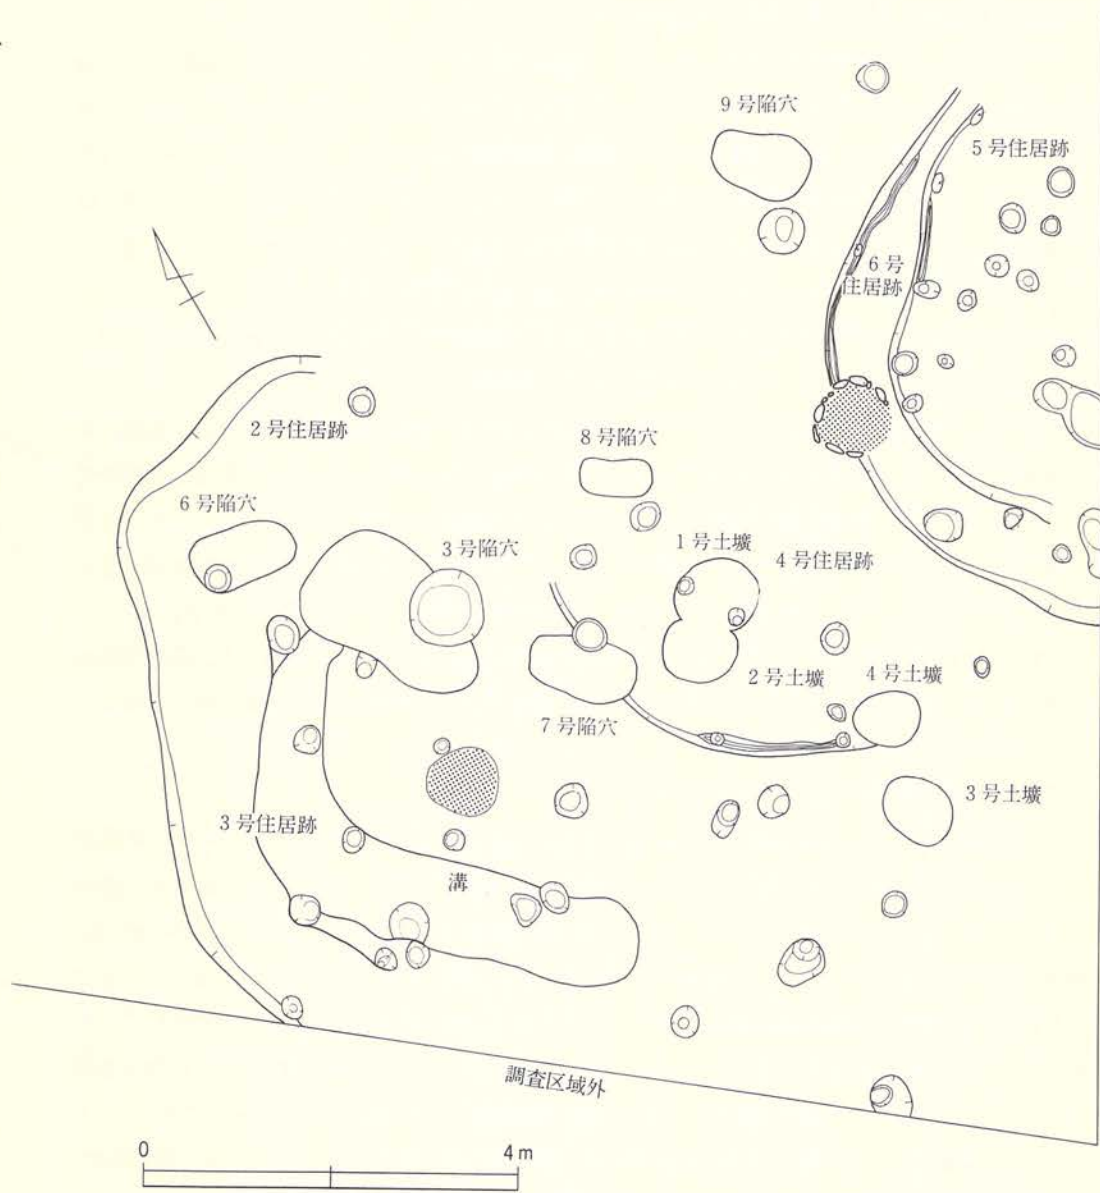 9号陥穴
5号住居跡
6号
住居跡
2号住居跡
8号陥穴
6号陥穴
3号陥穴
1号土壙
4号住居跡
2号土壙
4号土壙
7号陥穴
3号土壙
3号住居跡
溝
調査区域外
0
4m